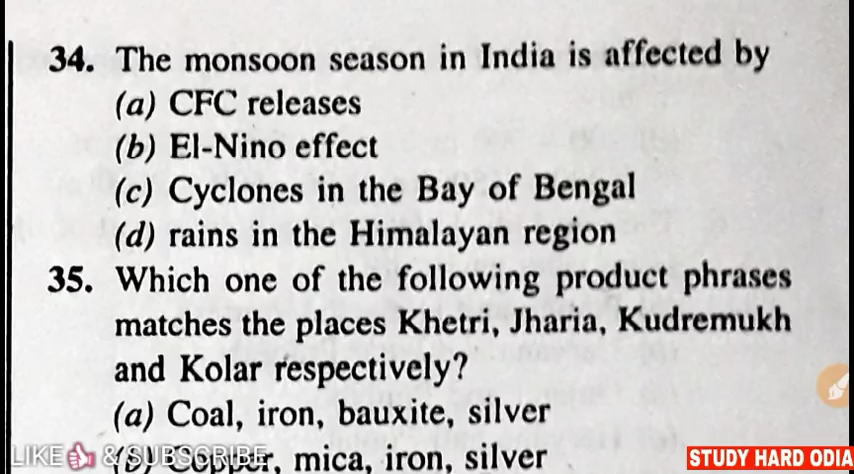 34. The monsoon season in India is affected by
(a) CFC releases
(b) El-Nino effect
(c) Cyclones in the Bay of Bengal
(d) rains in the Himalayan region
35. Which one of the following product phrases
matches the places Khetri, Jharia, Kudremukh
and Kolar respectively?
(a) Coal, iron, bauxite, silver
(b) Copper, mica, iron, silver
LIKE & SUBSCRIBE
STUDY HARD ODIA